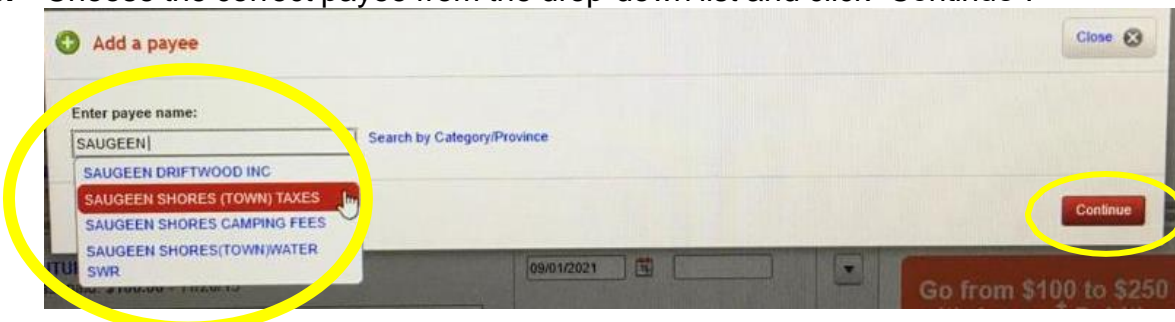 Choose the correct payee from the drop-down list and click "Continue".
Add a payee
Close
Enter payee name:
SAUGEEN
Search by Category/Province
SAUGEEN DRIFTWOOD INC
SAUGEEN SHORES (TOWN) TAXES
SAUGEEN SHORES CAMPING FEES
SAUGEEN SHORES(TOWN)WATER
SWR
Continue
09/01/2021
Go from $100 to $250